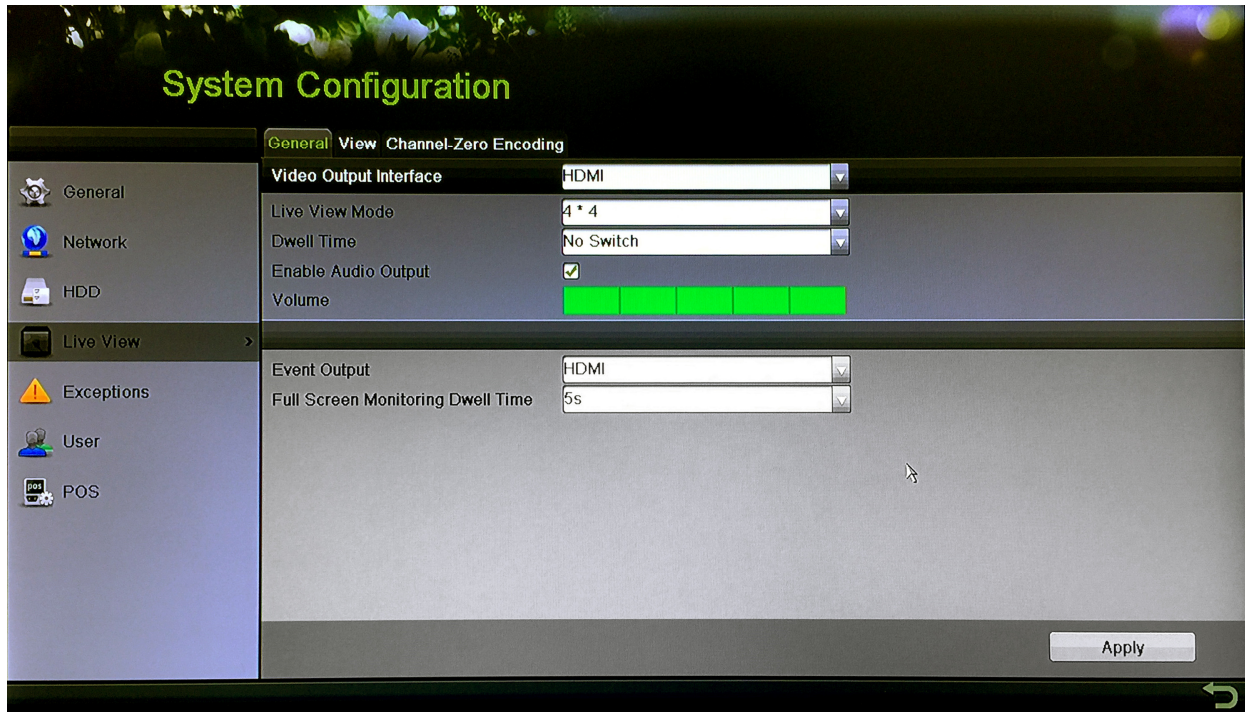 System Configuration
General View Channel-Zero Encoding
Video Output Interface HDMI
General
Live View Mode 4 * 4
Network
Dwell Time No Switch
Enable Audio Output
HDD
Volume
Live View >
Event Output HDMI
Exceptions
Full Screen Monitoring Dwell Time 5s
User
pos POS
Apply